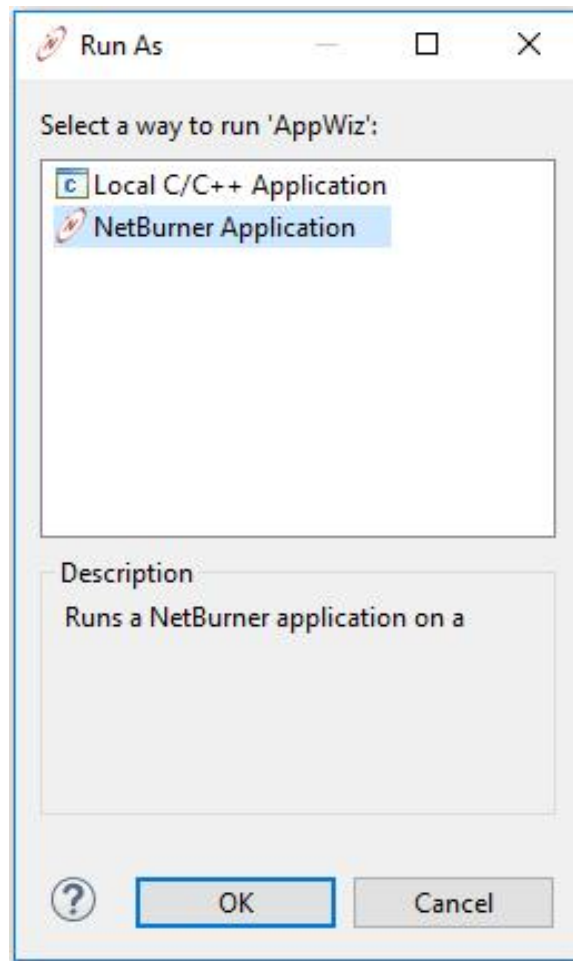 Run As
Select a way to run 'AppWiz':
Local C/C++ Application
NetBurner Application
Description
Runs a NetBurner application on a
OK
Cancel